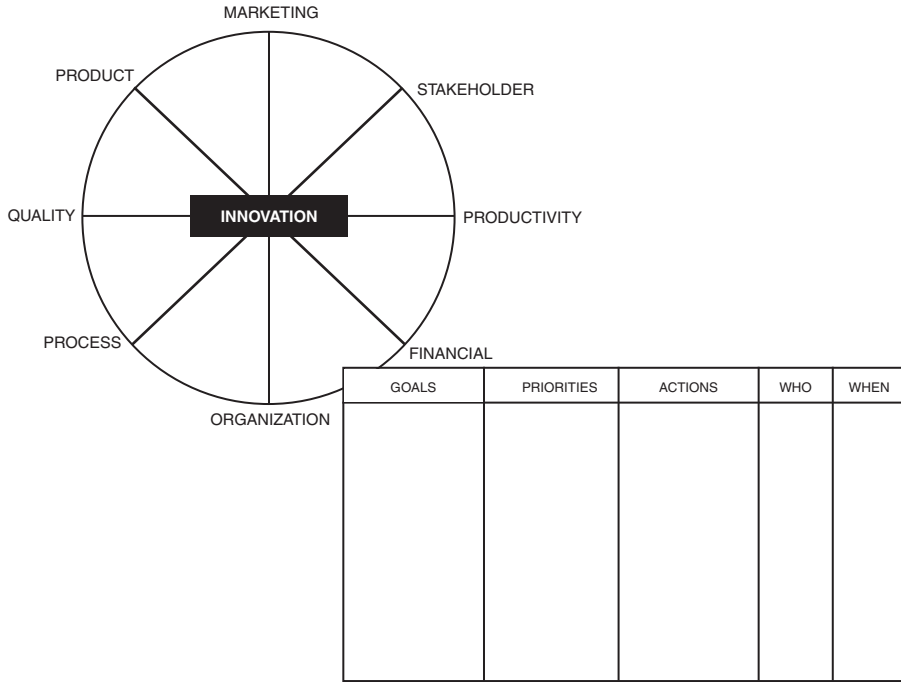 MARKETING
PRODUCT
STAKEHOLDER
QUALITY
INNOVATION
PRODUCTIVITY
PROCESS
FINANCIAL
ORGANIZATION
GOALS PRIORITIES ACTIONS WHO WHEN